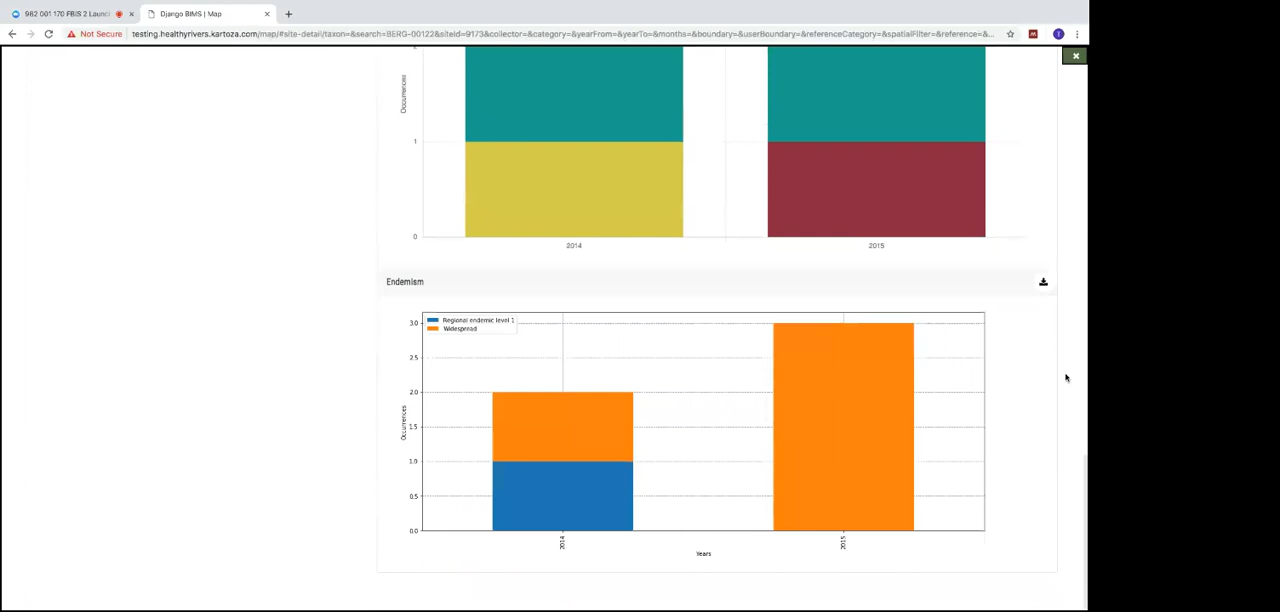 982 001 170 FBIS 2 Launc
Django BIMS | Map
Not Secure
testing.healthyrivers.kartoza.com/map/#site-detail/taxon=&search=BERG-00122&siteId=9173&collector=&category=&yearFrom=&yearTo=&months=&boundary=&userBoundary=&referenceCategory=&spatialFilter=&reference=&...
T
Occurrences
1
0
2014
2015
Endemism
Regional endemic level 1
Widespread
3.0
2.5
2.0
1.5
1.0
0.5
0.0
Occurrences
2014
2015
Years